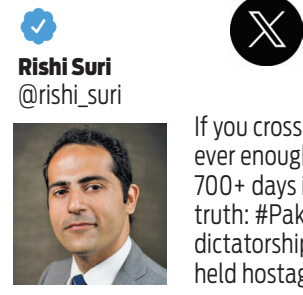 Rishi Suri
@rishi_suri
If you cross
ever enough
700+ days i
truth: #Pak
dictatorship
held hostag